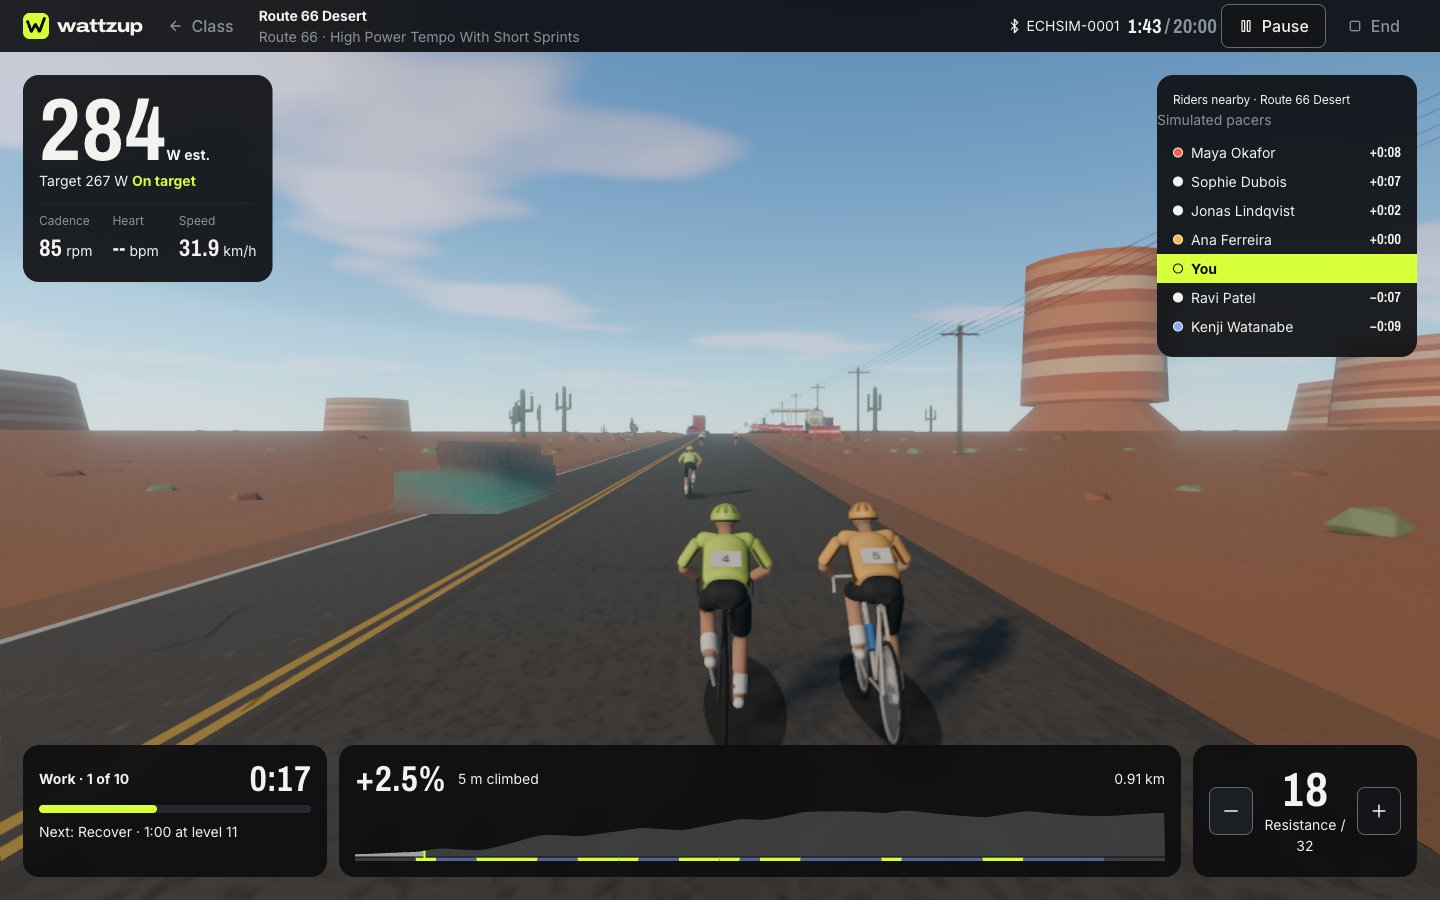 W wattzup
← Class
Route 66 Desert
Route 66 · High Power Tempo With Short Sprints
ECHSIM-0001 1:43 / 20:00
Pause
End
284 W est.
Target 267 W On target
Cadence Heart Speed
85 rpm -- bpm 31.9 km/h
Riders nearby · Route 66 Desert
Simulated pacers
Maya Okafor +0:08
Sophie Dubois +0:07
Jonas Lindqvist +0:02
Ana Ferreira +0:00
You
Ravi Patel −0:07
Kenji Watanabe −0:09
4
5
Work · 1 of 10 0:17
Next: Recover · 1:00 at level 11
+2.5% 5 m climbed 0.91 km
− 18 +
Resistance /
32